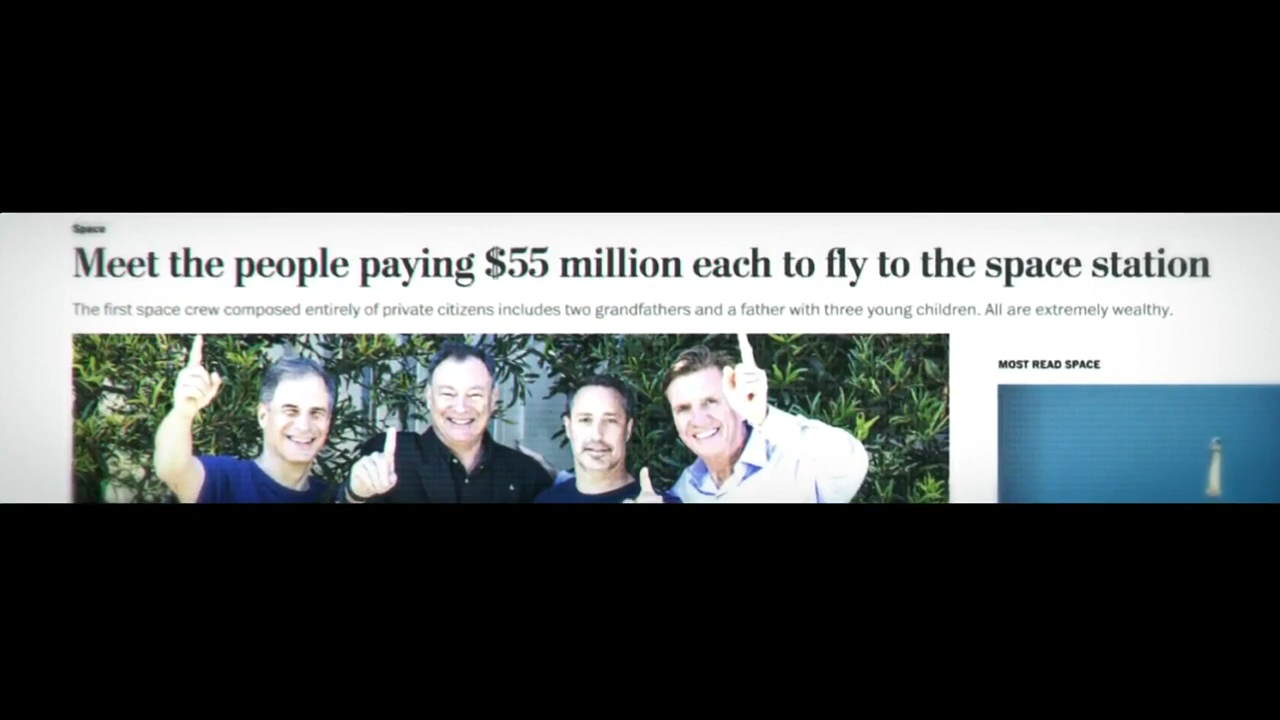 Space
Meet the people paying $55 million each to fly to the space station
The first space crew composed entirely of private citizens includes two grandfathers and a father with three young children. All are extremely wealthy.
MOST READ SPACE